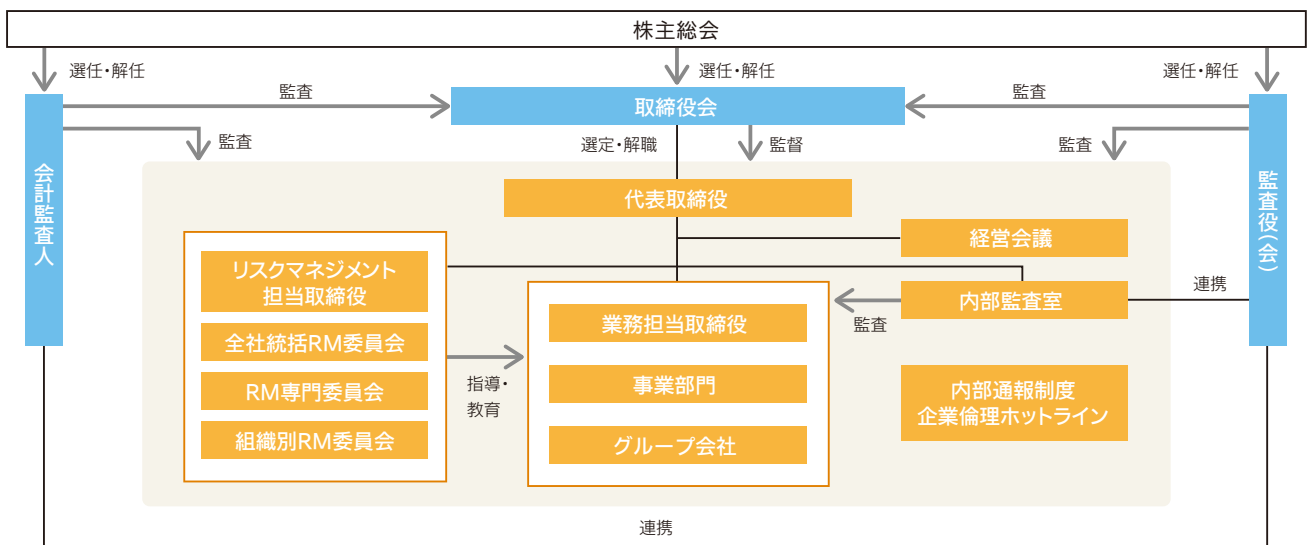 株主総会
選任・解任
選任・解任
選任・解任
監査
取締役会
監査
監査
選定・解職
監督
監査
会計監査人
監査役(会)
代表取締役
経営会議
リスクマネジメント
担当取締役
内部監査室
連携
業務担当取締役
監査
全社統括RM委員会
指導・
教育
RM専門委員会
事業部門
内部通報制度
企業倫理ホットライン
組織別RM委員会
グループ会社
連携